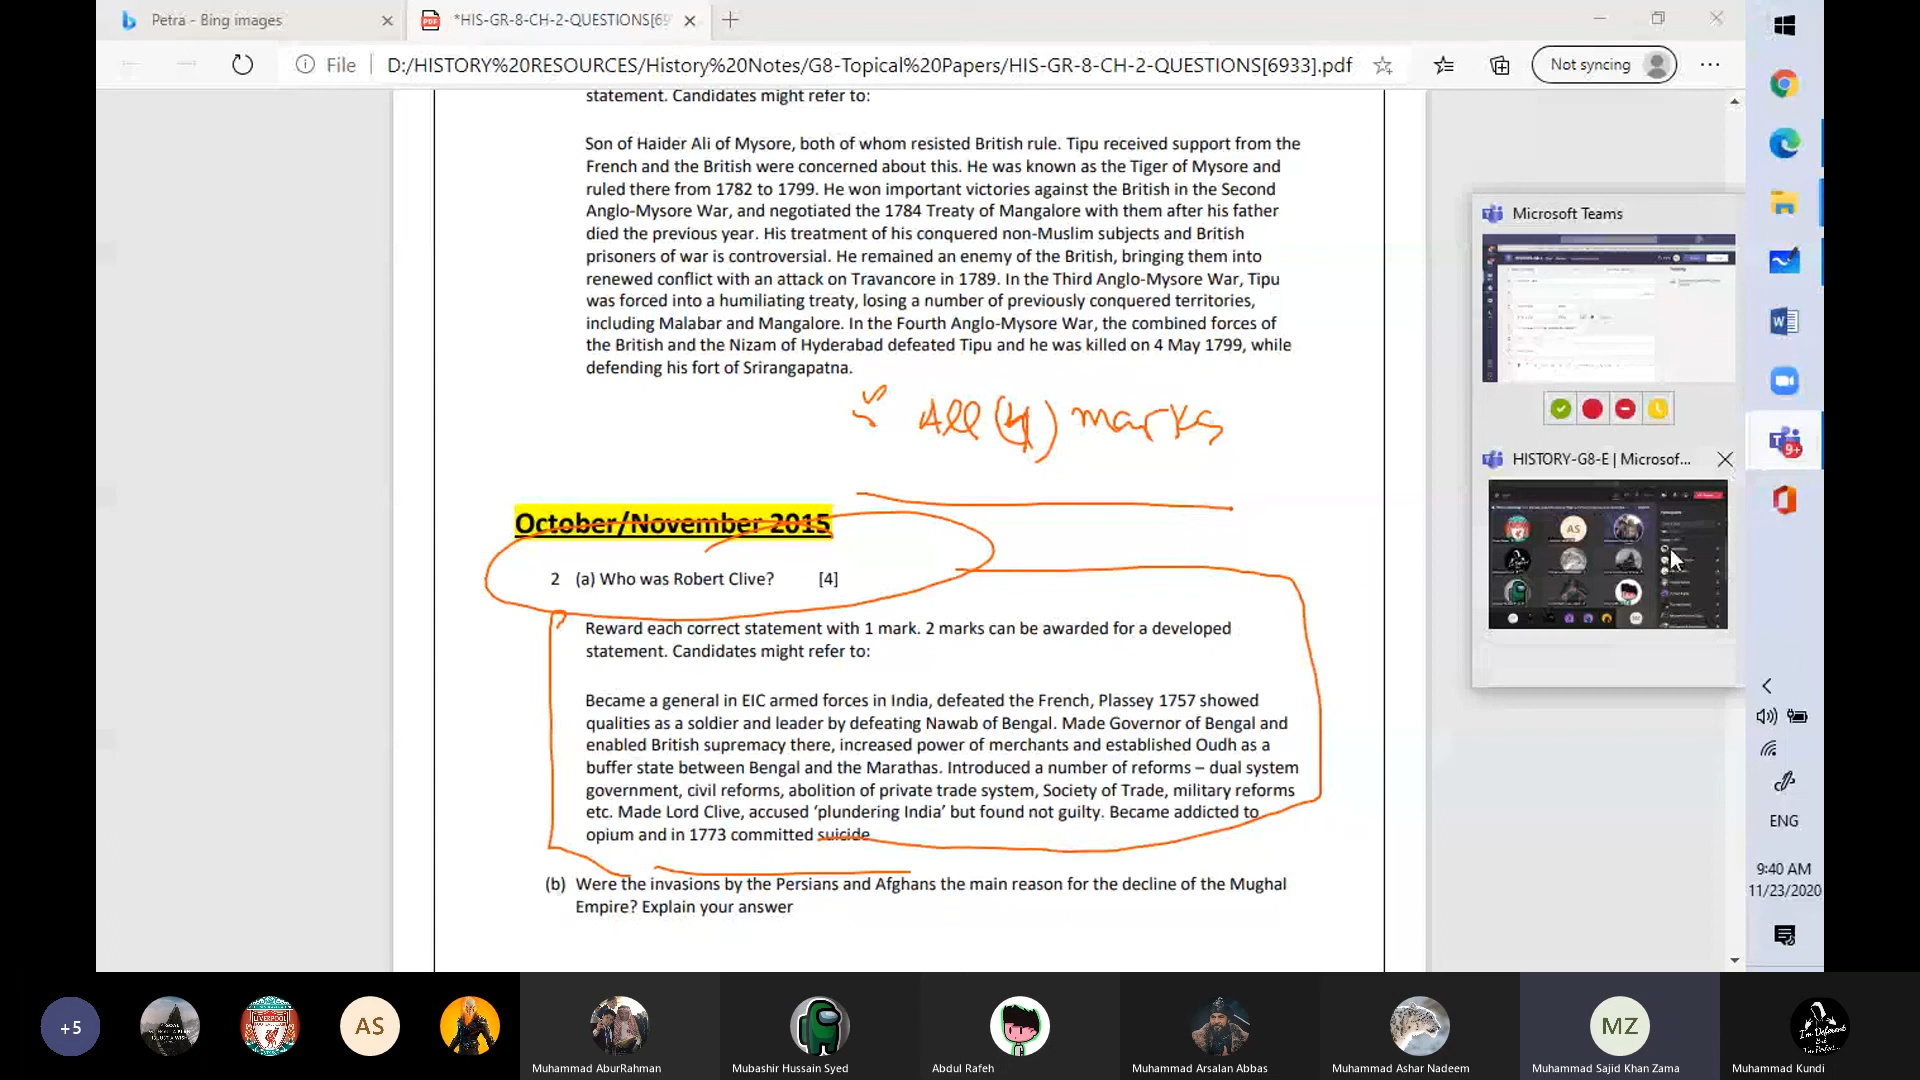 Petra - Bing images
*HIS-GR-8-CH-2-QUESTIONS[69
File
D:/HISTORY%20RESOURCES/History%20Notes/G8-Topical%20Papers/HIS-GR-8-CH-2-QUESTIONS[6933].pdf
Not syncing
statement. Candidates might refer to:
Son of Haider Ali of Mysore, both of whom resisted British rule. Tipu received support from the
French and the British were concerned about this. He was known as the Tiger of Mysore and
ruled there from 1782 to 1799. He won important victories against the British in the Second
Anglo-Mysore War, and negotiated the 1784 Treaty of Mangalore with them after his father
died the previous year. His treatment of his conquered non-Muslim subjects and British
prisoners of war is controversial. He remained an enemy of the British, bringing them into
renewed conflict with an attack on Travancore in 1789. In the Third Anglo-Mysore War, Tipu
was forced into a humiliating treaty, losing a number of previously conquered territories,
including Malabar and Mangalore. In the Fourth Anglo-Mysore War, the combined forces of
the British and the Nizam of Hyderabad defeated Tipu and he was killed on 4 May 1799, while
defending his fort of Srirangapatna.
All (4) marks
October/November 2015
2 (a) Who was Robert Clive? [4]
Reward each correct statement with 1 mark. 2 marks can be awarded for a developed
statement. Candidates might refer to:
Became a general in EIC armed forces in India, defeated the French, Plassey 1757 showed
qualities as a soldier and leader by defeating Nawab of Bengal. Made Governor of Bengal and
enabled British supremacy there, increased power of merchants and established Oudh as a
buffer state between Bengal and the Marathas. Introduced a number of reforms – dual system
government, civil reforms, abolition of private trade system, Society of Trade, military reforms
etc. Made Lord Clive, accused ‘plundering India’ but found not guilty. Became addicted to
opium and in 1773 committed suicide
(b) Were the invasions by the Persians and Afghans the main reason for the decline of the Mughal
Empire? Explain your answer
Microsoft Teams
HISTORY-G8-E | Microsof...
AS
9+
ENG
9:40 AM
11/23/2020
+5
LIVERPOOL
AS
MZ
Muhammad AburRahman
Mubashir Hussain Syed
Abdul Rafeh
Muhammad Arsalan Abbas
Muhammad Ashar Nadeem
Muhammad Sajid Khan Zama
Muhammad Kundi